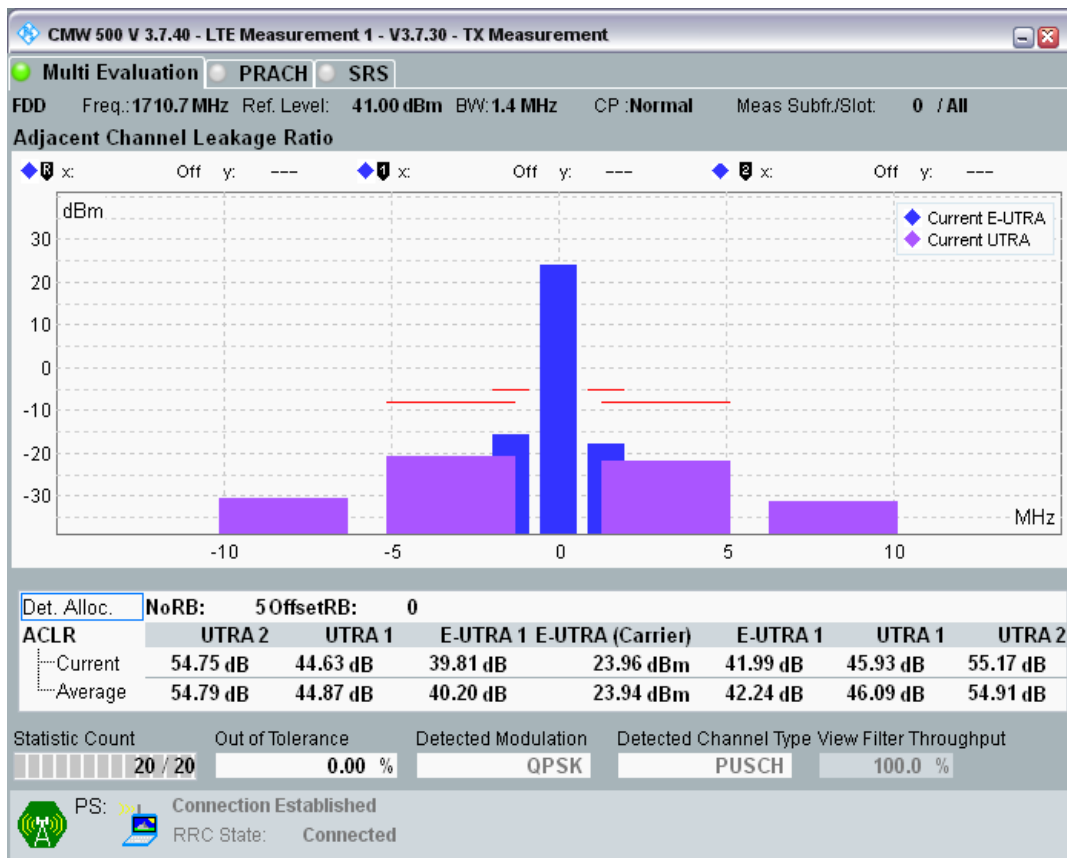 CMW 500 V 3.7.40 - LTE Measurement 1 - V3.7.30 - TX Measurement
Multi Evaluation PRACH SRS
FDD Freq.: 1710.7 MHz Ref. Level: 41.00 dBm BW: 1.4 MHz CP :Normal Meas Subfr./Slot: 0 / All
Adjacent Channel Leakage Ratio
R x: Off y: --- 1 x: Off y: --- 2 x: Off y: ---
dBm
Current E-UTRA
Current UTRA
30
20
10
0
-10
-20
-30
MHz
-10 -5 0 5 10
Det. Alloc. NoRB: 5 OffsetRB: 0
ACLR UTRA 2 UTRA 1 E-UTRA 1 E-UTRA (Carrier) E-UTRA 1 UTRA 1 UTRA 2
Current 54.75 dB 44.63 dB 39.81 dB 23.96 dBm 41.99 dB 45.93 dB 55.17 dB
Average 54.79 dB 44.87 dB 40.20 dB 23.94 dBm 42.24 dB 46.09 dB 54.91 dB
Statistic Count Out of Tolerance Detected Modulation Detected Channel Type View Filter Throughput
20 / 20 0.00 % QPSK PUSCH 100.0 %
PS: Connection Established
RRC State: Connected